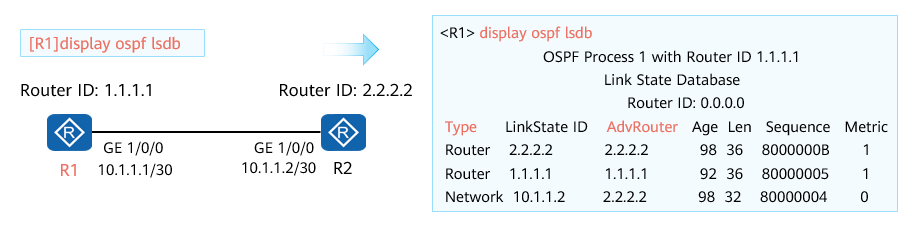 [R1]display ospf lsdb
Router ID: 1.1.1.1
Router ID: 2.2.2.2
GE 1/0/0
GE 1/0/0
10.1.1.1/30
10.1.1.2/30
R1
R2
<R1> display ospf lsdb
OSPF Process 1 with Router ID 1.1.1.1
Link State Database
Router ID: 0.0.0.0
Type LinkState ID AdvRouter Age Len Sequence Metric
Router 2.2.2.2 2.2.2.2 98 36 8000000B 1
Router 1.1.1.1 1.1.1.1 92 36 80000005 1
Network 10.1.1.2 2.2.2.2 98 32 80000004 0